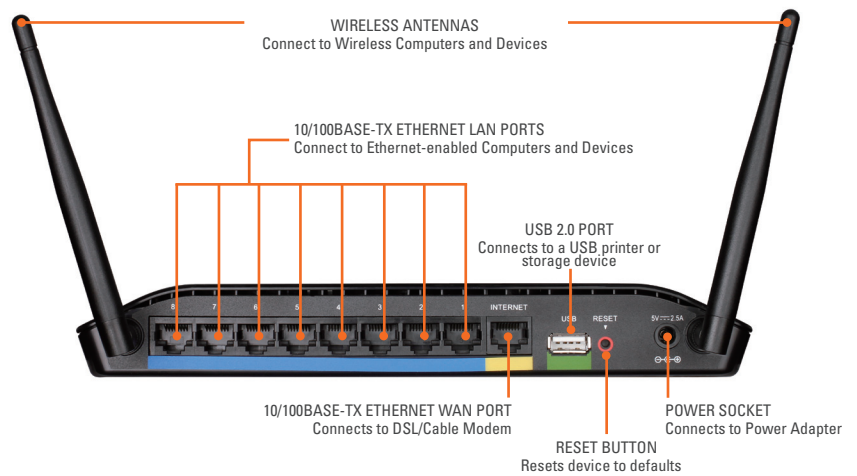 WIRELESS ANTENNAS
Connect to Wireless Computers and Devices
10/100BASE-TX ETHERNET LAN PORTS
Connect to Ethernet-enabled Computers and Devices
USB 2.0 PORT
Connects to a USB printer or
storage device
8 7 6 5 4 3 2 1 INTERNET USB RESET 5V 2.5A
10/100BASE-TX ETHERNET WAN PORT
Connects to DSL/Cable Modem
POWER SOCKET
Connects to Power Adapter
RESET BUTTON
Resets device to defaults